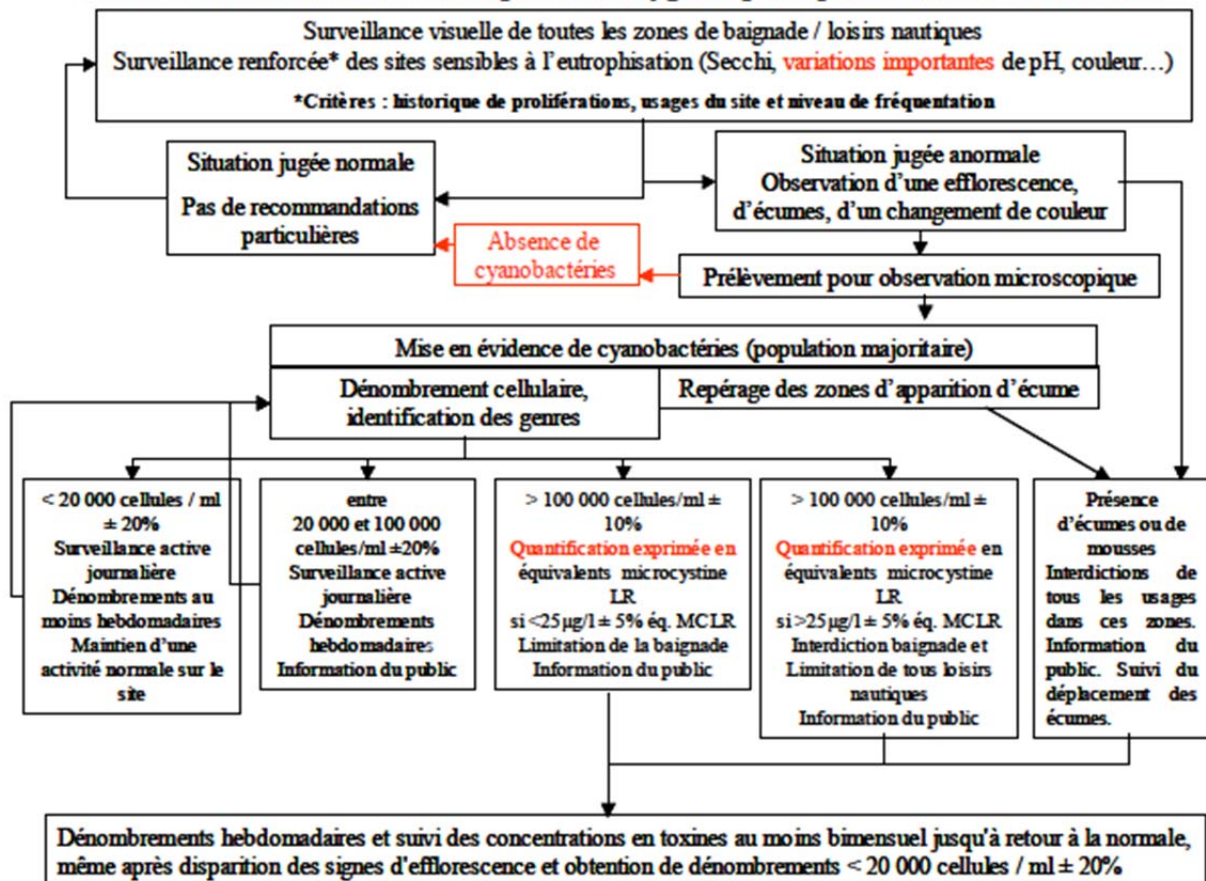 Surveillance visuelle de toutes les zones de baignade / loisirs nautiques
Surveillance renforcée* des sites sensibles à l'eutrophisation (Secchi, variations importantes de pH, couleur…)
*Critères : historique de proliférations, usages du site et niveau de fréquentation
Situation jugée normale
Pas de recommandations
particulières
Situation jugée anormale
Observation d'une efflorescence,
d'écumes, d'un changement de couleur
Absence de
cyanobactéries
Prélèvement pour observation microscopique
Mise en évidence de cyanobactéries (population majoritaire)
Dénombrement cellulaire,
identification des genres
Repérage des zones d'apparition d'écume
< 20 000 cellules / ml
± 20%
Surveillance active
journalière
Dénombrements au
moins hebdomadaires
Maintien d'une
activité normale sur le
site
entre
20 000 et 100 000
cellules/ml ±20%
Surveillance active
journalière
Dénombrements
hebdomadaires
Information du public
> 100 000 cellules/ml ±
10%
Quantification exprimée en
équivalents microcystine
LR
si <25µg/l ± 5% éq. MCLR
Limitation de la baignade
Information du public
> 100 000 cellules/ml ±
10%
Quantification exprimée en
équivalents microcystine
LR
si >25µg/l ± 5% éq. MCLR
Interdiction baignade et
Limitation de tous loisirs
nautiques
Information du public
Présence
d'écumes ou de
mousses
Interdictions de
tous les usages
dans ces zones.
Information du
public. Suivi du
déplacement des
écumes.
Dénombrements hebdomadaires et suivi des concentrations en toxines au moins bimensuel jusqu'à retour à la normale,
même après disparition des signes d'efflorescence et obtention de dénombrements < 20 000 cellules / ml ± 20%